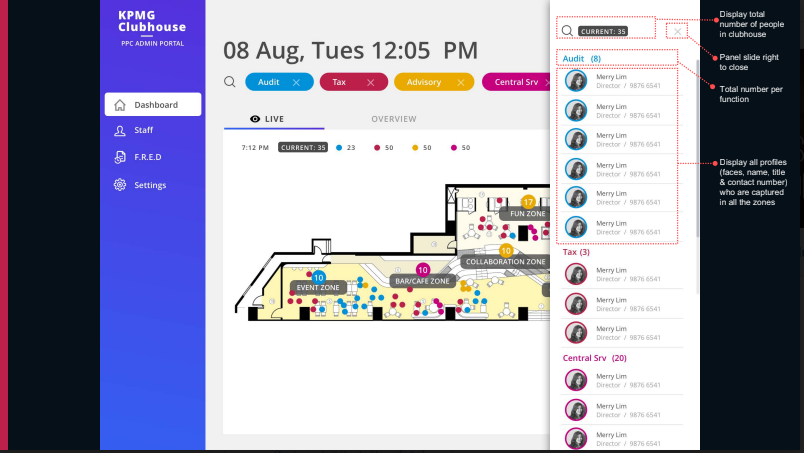 KPMG
Clubhouse
PPC ADMIN PORTAL
Dashboard
Staff
F.R.E.D
Settings
08 Aug, Tues 12:05 PM
Audit
Tax
Advisory
Central Srv
LIVE
OVERVIEW
7:12 PM
CURRENT: 35
23
50
50
50
17
FUN ZONE
10
COLLABORATION ZONE
10
BAR/CAFE ZONE
10
EVENT ZONE
CURRENT: 35
Audit (8)
Merry Lim
Director / 9876 6541
Merry Lim
Director / 9876 6541
Merry Lim
Director / 9876 6541
Merry Lim
Director / 9876 6541
Merry Lim
Director / 9876 6541
Merry Lim
Director / 9876 6541
Tax (3)
Merry Lim
Director / 9876 6541
Merry Lim
Director / 9876 6541
Merry Lim
Director / 9876 6541
Central Srv (20)
Merry Lim
Director / 9876 6541
Merry Lim
Director / 9876 6541
Merry Lim
Director / 9876 6541
Display total
number of people
in clubhouse
Panel slide right
to close
Total number per
function
Display all profiles
(faces, name, title
& contact number)
who are captured
in all the zones